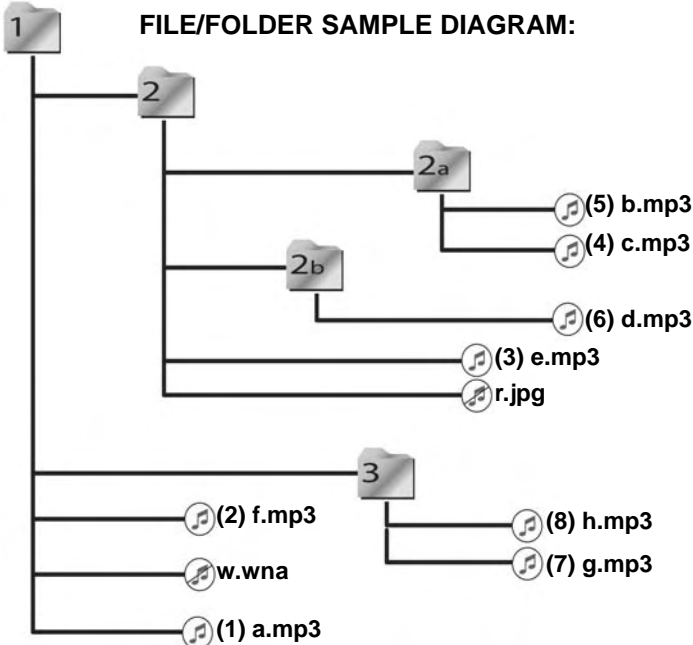 1
FILE/FOLDER SAMPLE DIAGRAM:
2
2a
(5) b.mp3
(4) c.mp3
2b
(6) d.mp3
(3) e.mp3
r.jpg
3
(2) f.mp3
(8) h.mp3
w.wna
(7) g.mp3
(1) a.mp3